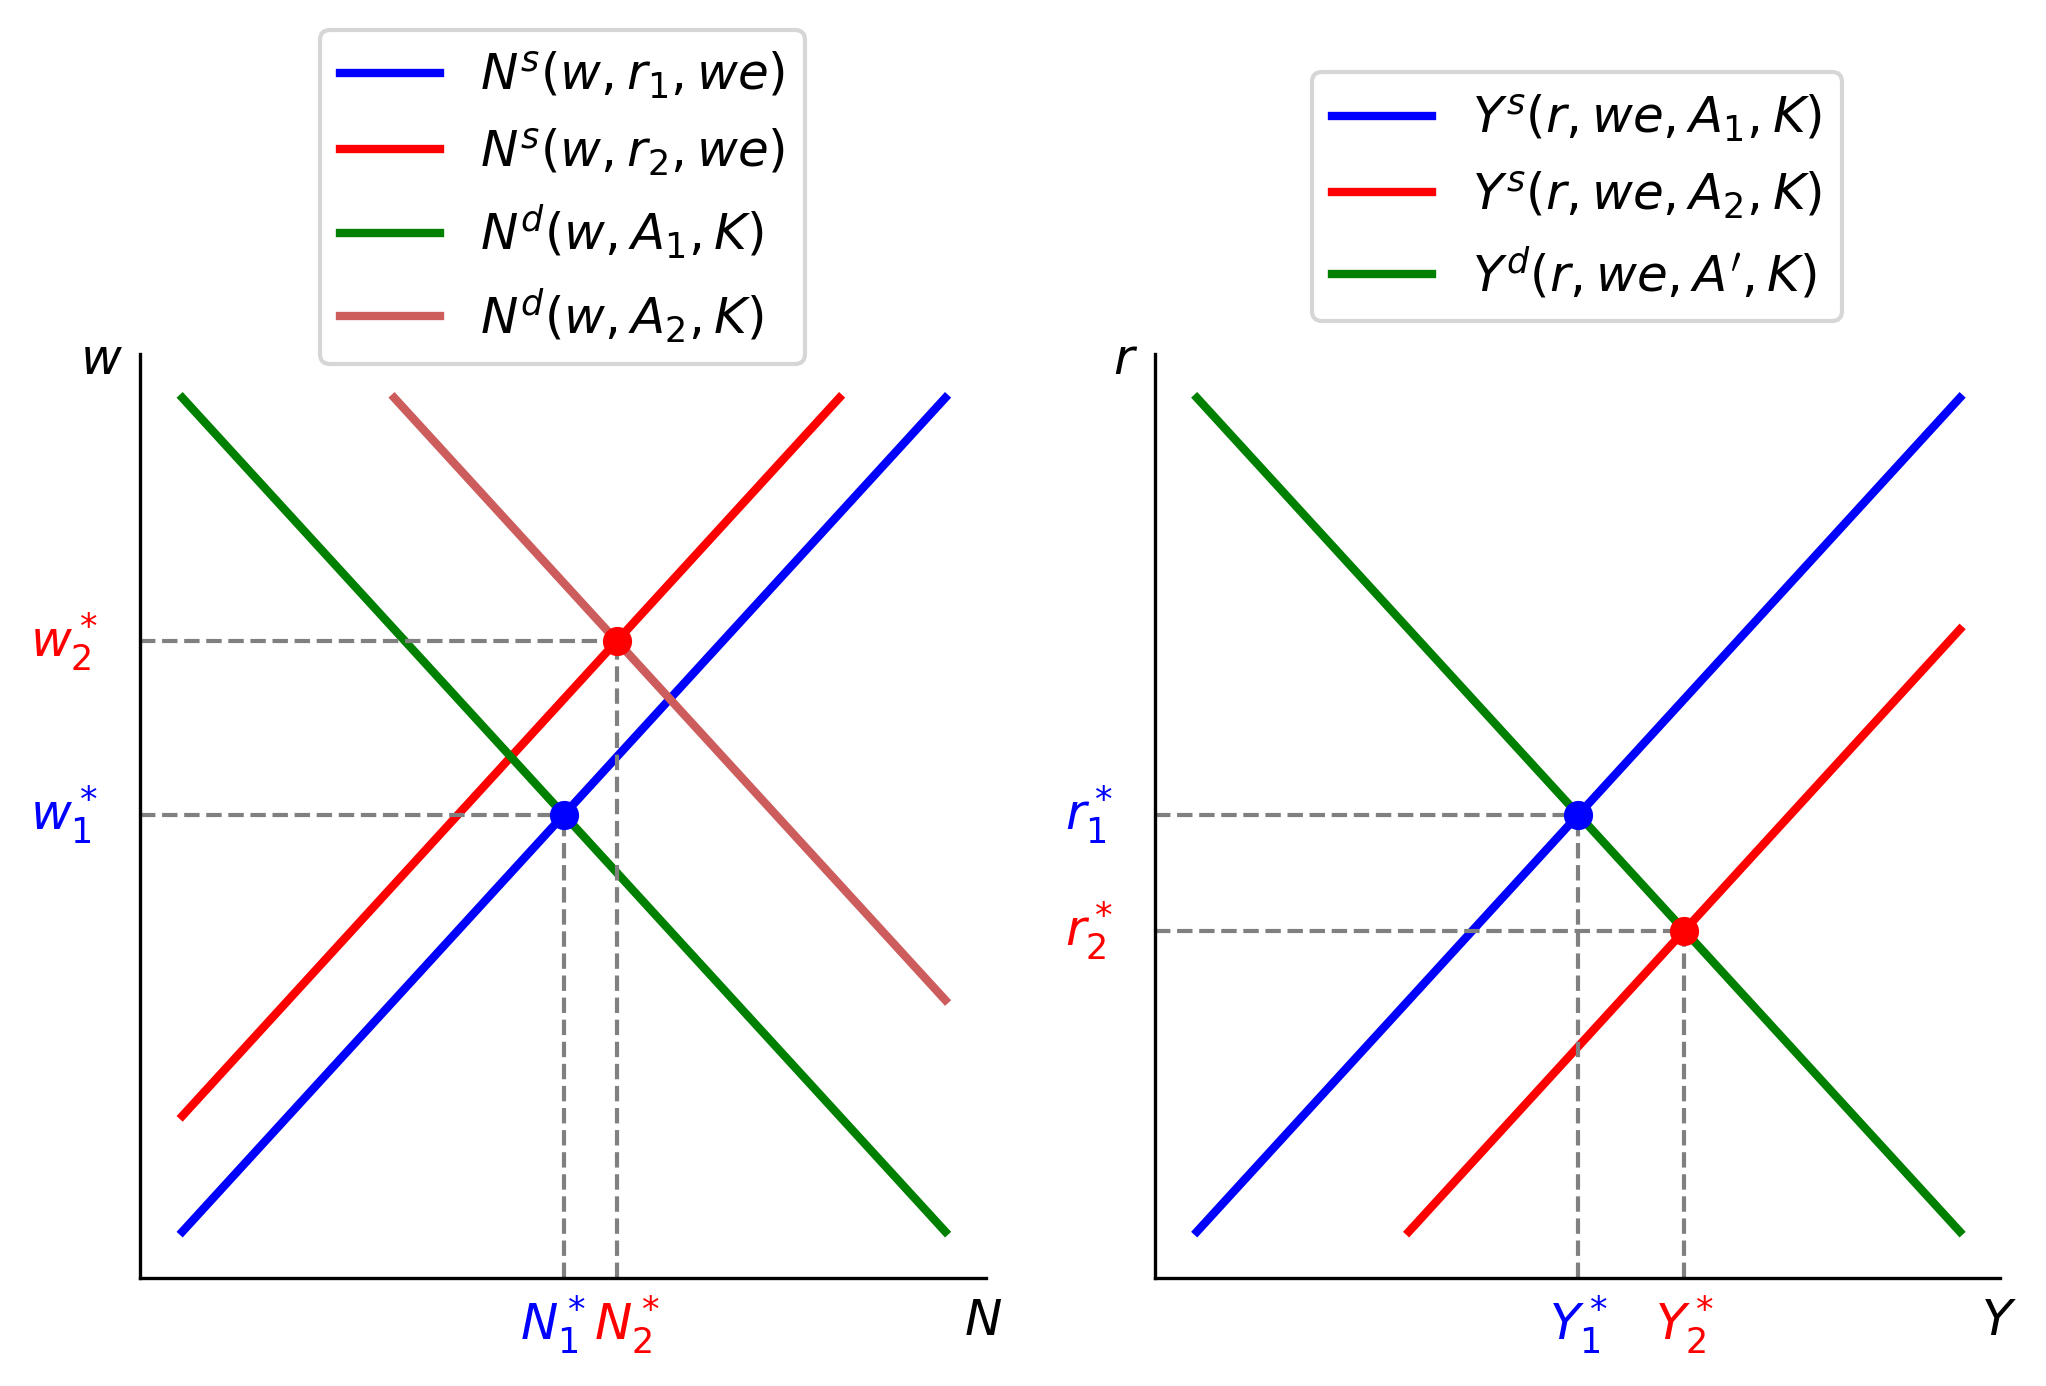 N^s(w, r_1, we)
N^s(w, r_2, we)
N^d(w, A_1, K)
N^d(w, A_2, K)
w
w_2^*
w_1^*
N_1^* N_2^*
N
Y^s(r, we, A_1, K)
Y^s(r, we, A_2, K)
Y^d(r, we, A′, K)
r
r_1^*
r_2^*
Y_1^* Y_2^*
Y